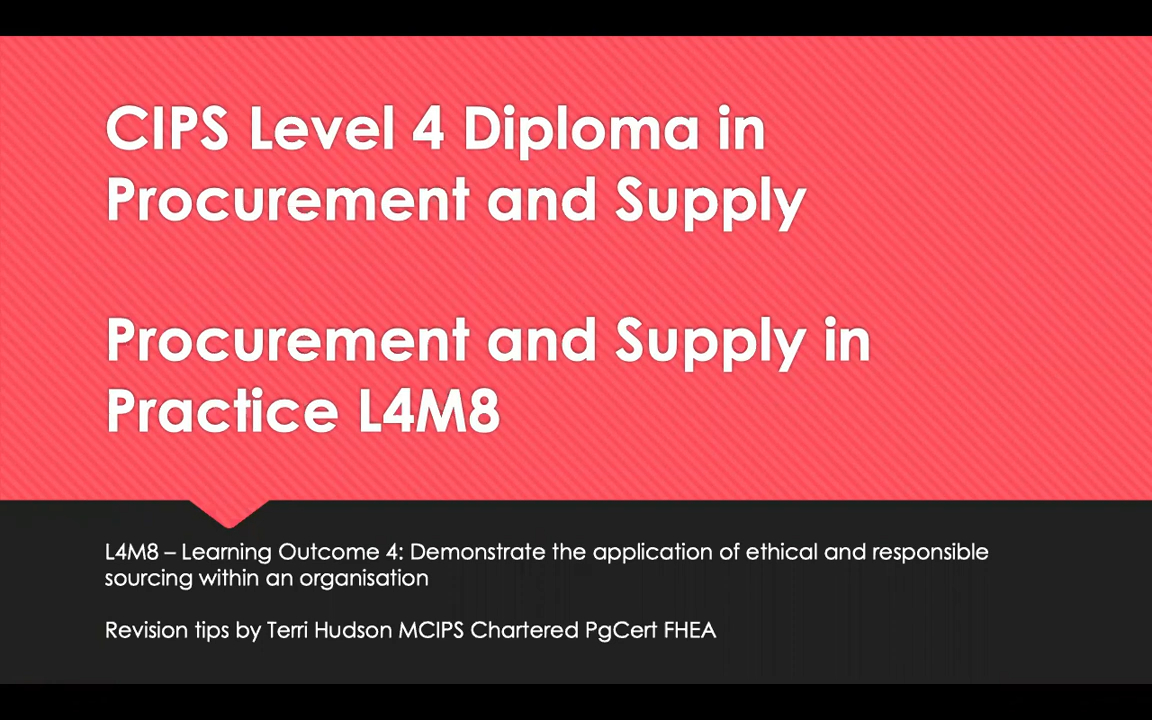 CIPS Level 4 Diploma in
Procurement and Supply
Procurement and Supply in
Practice L4M8
L4M8 – Learning Outcome 4: Demonstrate the application of ethical and responsible
sourcing within an organisation
Revision tips by Terri Hudson MCIPS Chartered PgCert FHEA